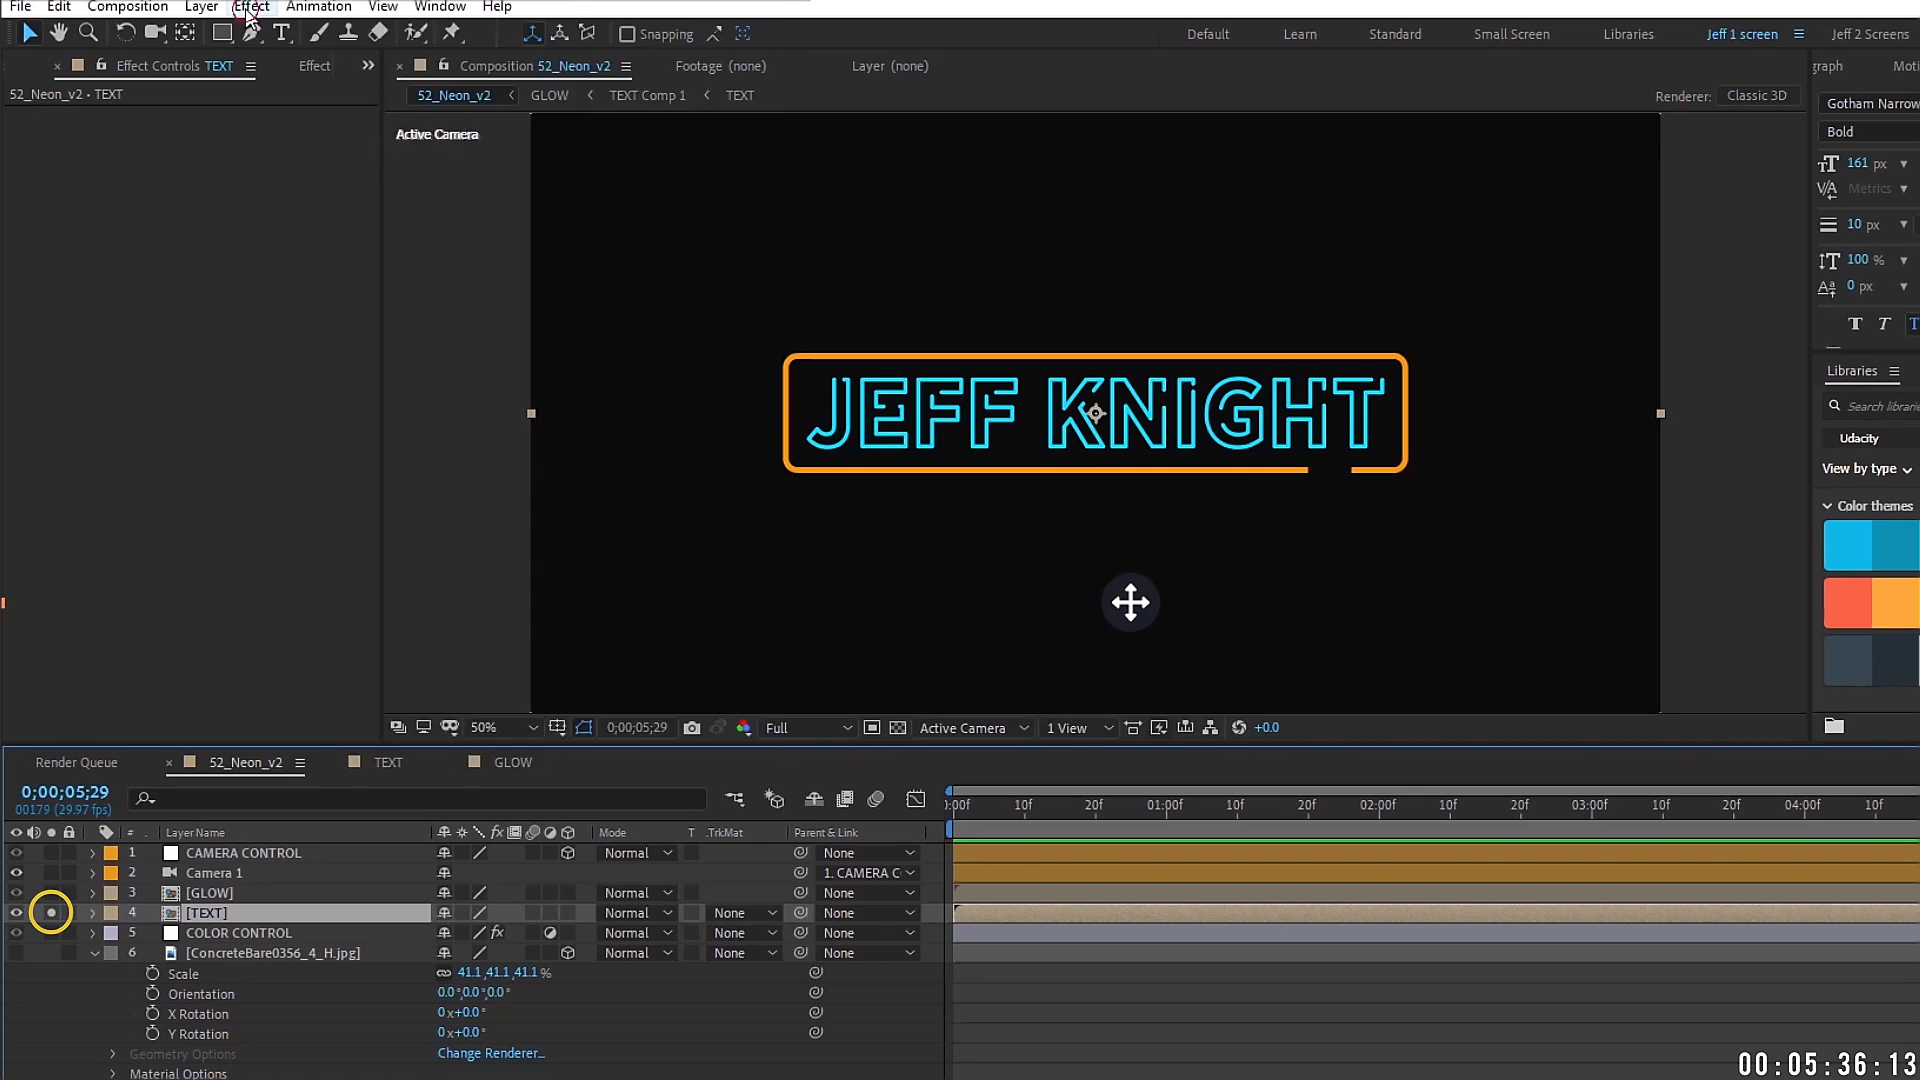 File Edit Composition Layer Effect Animation View Window Help
Snapping Default Learn Standard Small Screen Libraries Jeff 1 screen Jeff 2 Screens
Effect Controls TEXT Effect Composition 52_Neon_v2 Footage (none) Layer (none) graph
52_Neon_v2 • TEXT 52_Neon_v2 GLOW TEXT Comp 1 TEXT Renderer: Classic 3D
Gotham Narrow
Active Camera Bold
161 px
Metrics
10 px
100 %
0 px
JEFF KNIGHT
Libraries
Search librarie
Udacity
View by type
Color themes
50% 0;00;05;29 Full Active Camera 1 View +0.0
Render Queue 52_Neon_v2 TEXT GLOW
0;00;05;29
00179 (29.97 fps)
:00f 10f 20f 01:00f 10f 20f 02:00f 10f 20f 03:00f 10f 20f 04:00f 10f
# Layer Name Mode T .TrkMat Parent & Link
1 CAMERA CONTROL Normal None
2 Camera 1 1. CAMERA C
3 [GLOW] Normal None
4 [TEXT] Normal None None
5 COLOR CONTROL fx Normal None None
6 [ConcreteBare0356_4_H.jpg] Normal None None
Scale 41.1,41.1,41.1 %
Orientation 0.0°,0.0°,0.0°
X Rotation 0x+0.0°
Y Rotation 0x+0.0°
Geometry Options Change Renderer...
Material Options
00:05:36:13